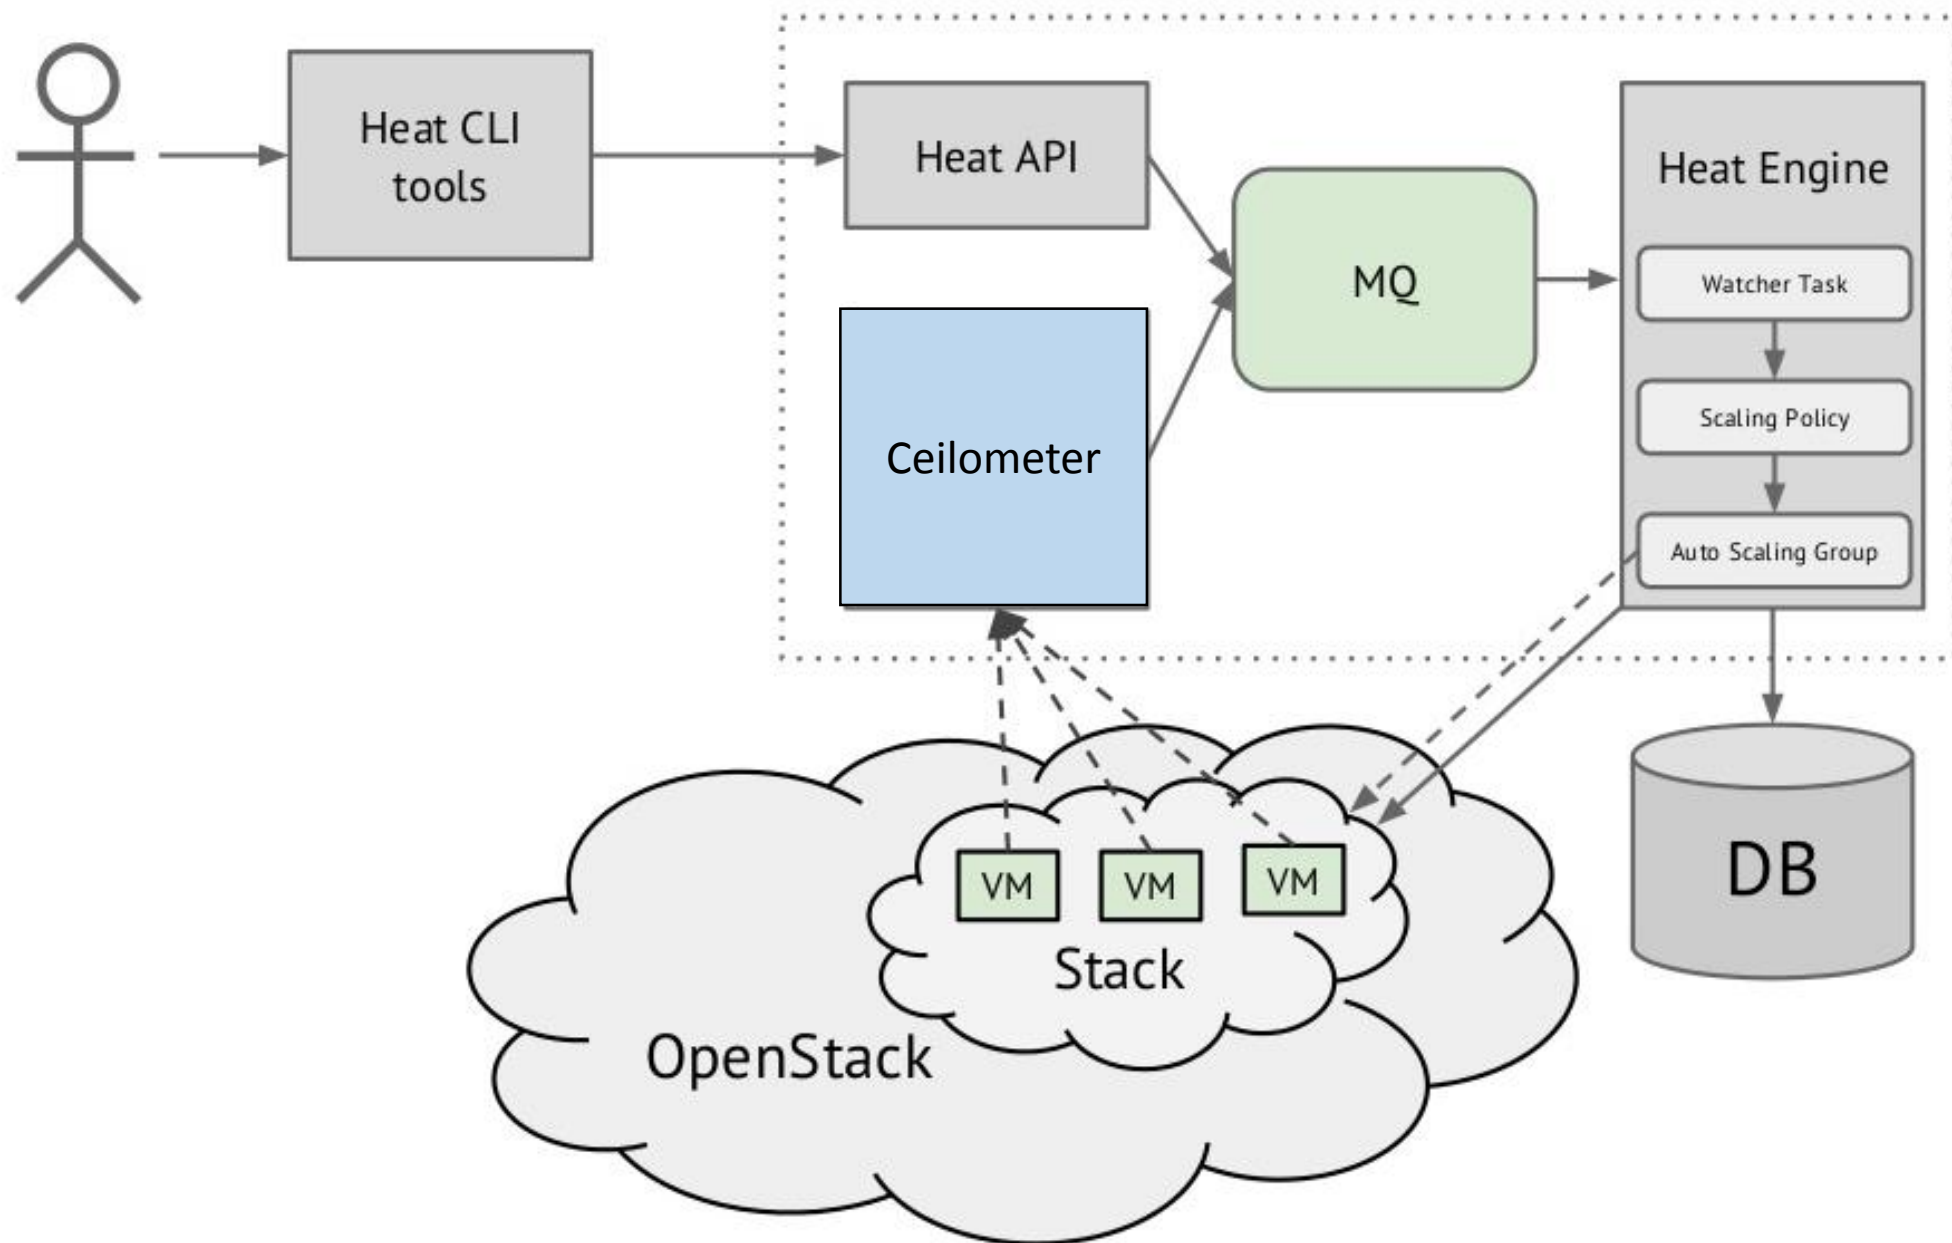 Heat CLI
tools
Heat API
MQ
Heat Engine
Watcher Task
Scaling Policy
Auto Scaling Group
Ceilometer
VM
VM
VM
Stack
OpenStack
DB